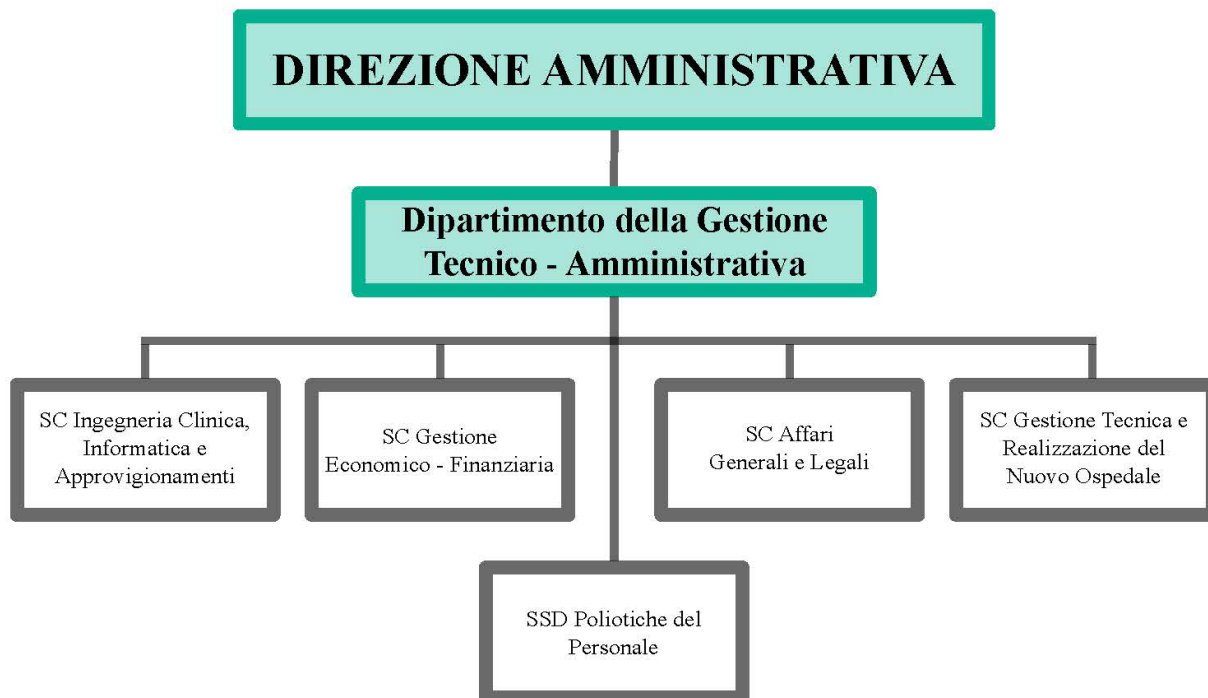 DIREZIONE AMMINISTRATIVA
Dipartimento della Gestione
Tecnico - Amministrativa
SC Ingegneria Clinica,
Informatica e
Approvigionamenti
SC Gestione
Economico - Finanziaria
SC Affari
Generali e Legali
SC Gestione Tecnica e
Realizzazione del
Nuovo Ospedale
SSD Poliotiche del
Personale